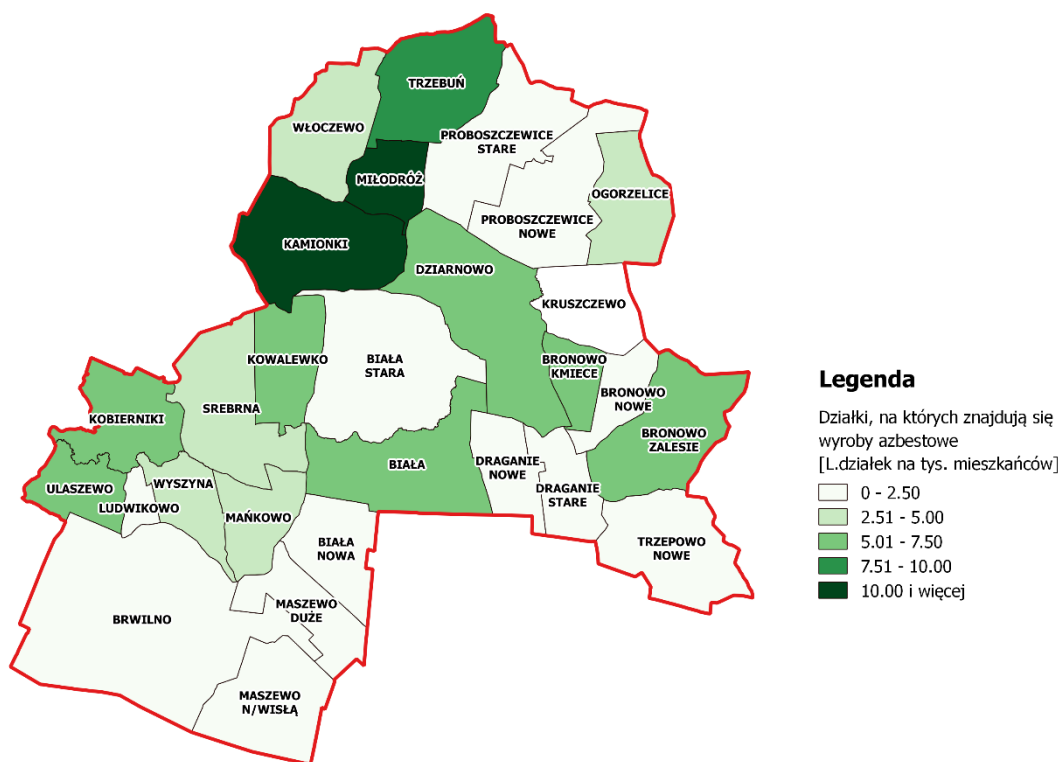 TRZEBUŃ
WŁOCZEWO
PROBOSZCZEWICE
STARE
MIŁODRÓŻ
OGORZELICE
PROBOSZCZEWICE
NOWE
KAMIONKI
DZIARNOWO
KRUSZCZEWO
KOWALEWKO
BIAŁA
STARA
BRONOWO
KMIECE
BRONOWO
NOWE
SREBRNA
KOBIERNIKI
BRONOWO
ZALESIE
BIAŁA
DRAGANIE
NOWE
DRAGANIE
STARE
ULASZEWO
WYSZYNA
LUDWIKOWO
MAŃKOWO
BIAŁA
NOWA
TRZEPOWO
NOWE
MASZEWO
DUŻE
BRWILNO
MASZEWO
N/WISŁĄ
Legenda
Działki, na których znajdują się
wyroby azbestowe
[L.działek na tys. mieszkańców]
0 - 2.50
2.51 - 5.00
5.01 - 7.50
7.51 - 10.00
10.00 i więcej